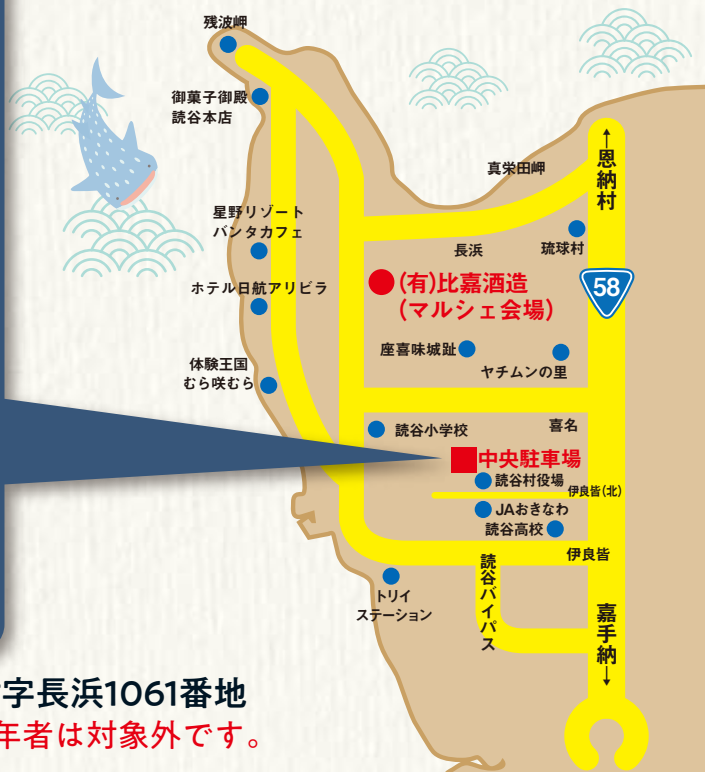 残波岬
御菓子御殿
読谷本店
真栄田岬
←恩納村
星野リゾート
バンタカフェ
長浜
琉球村
ホテル日航アリビラ
(有)比嘉酒造
(マルシェ会場)
58
座喜味城趾
ヤチムンの里
体験王国
むら咲むら
読谷小学校
喜名
中央駐車場
読谷村役場
伊良皆(北)
JAおきなわ
読谷高校
伊良皆
読谷バイパス
トリイ
ステーション
嘉手納→
字長浜1061番地
年者は対象外です。